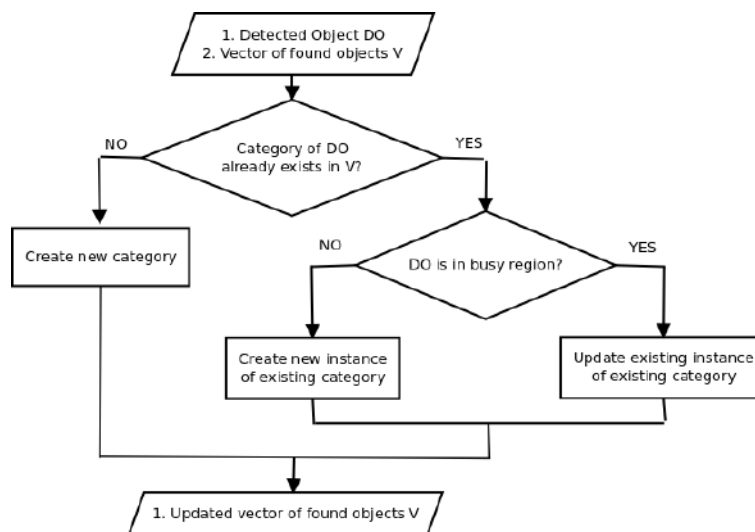 1. Detected Object DO
2. Vector of found objects V
NO
YES
Category of DO
already exists in V?
Create new category
NO
YES
DO is in busy region?
Create new instance
of existing category
Update existing instance
of existing category
1. Updated vector of found objects V